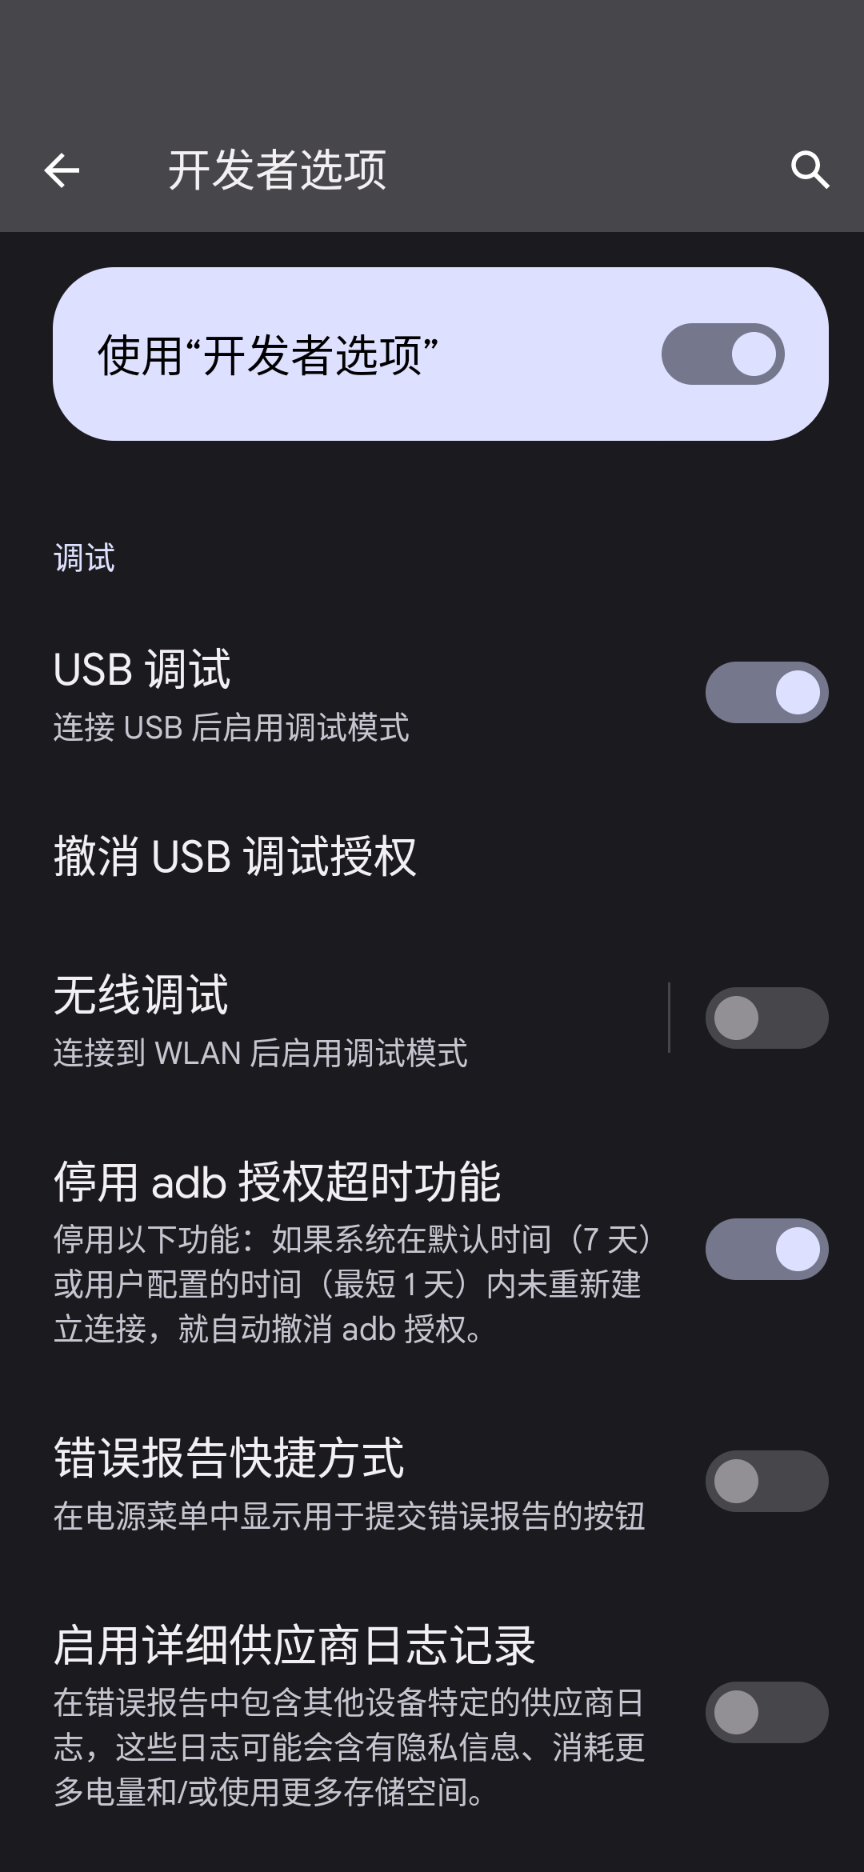 开发者选项
使用“开发者选项”
调试
USB 调试
连接 USB 后启用调试模式
撤消 USB 调试授权
无线调试
连接到 WLAN 后启用调试模式
停用 adb 授权超时功能
停用以下功能：如果系统在默认时间（7 天）
或用户配置的时间（最短 1 天）内未重新建
立连接，就自动撤消 adb 授权。
错误报告快捷方式
在电源菜单中显示用于提交错误报告的按钮
启用详细供应商日志记录
在错误报告中包含其他设备特定的供应商日
志，这些日志可能会含有隐私信息、消耗更
多电量和/或使用更多存储空间。